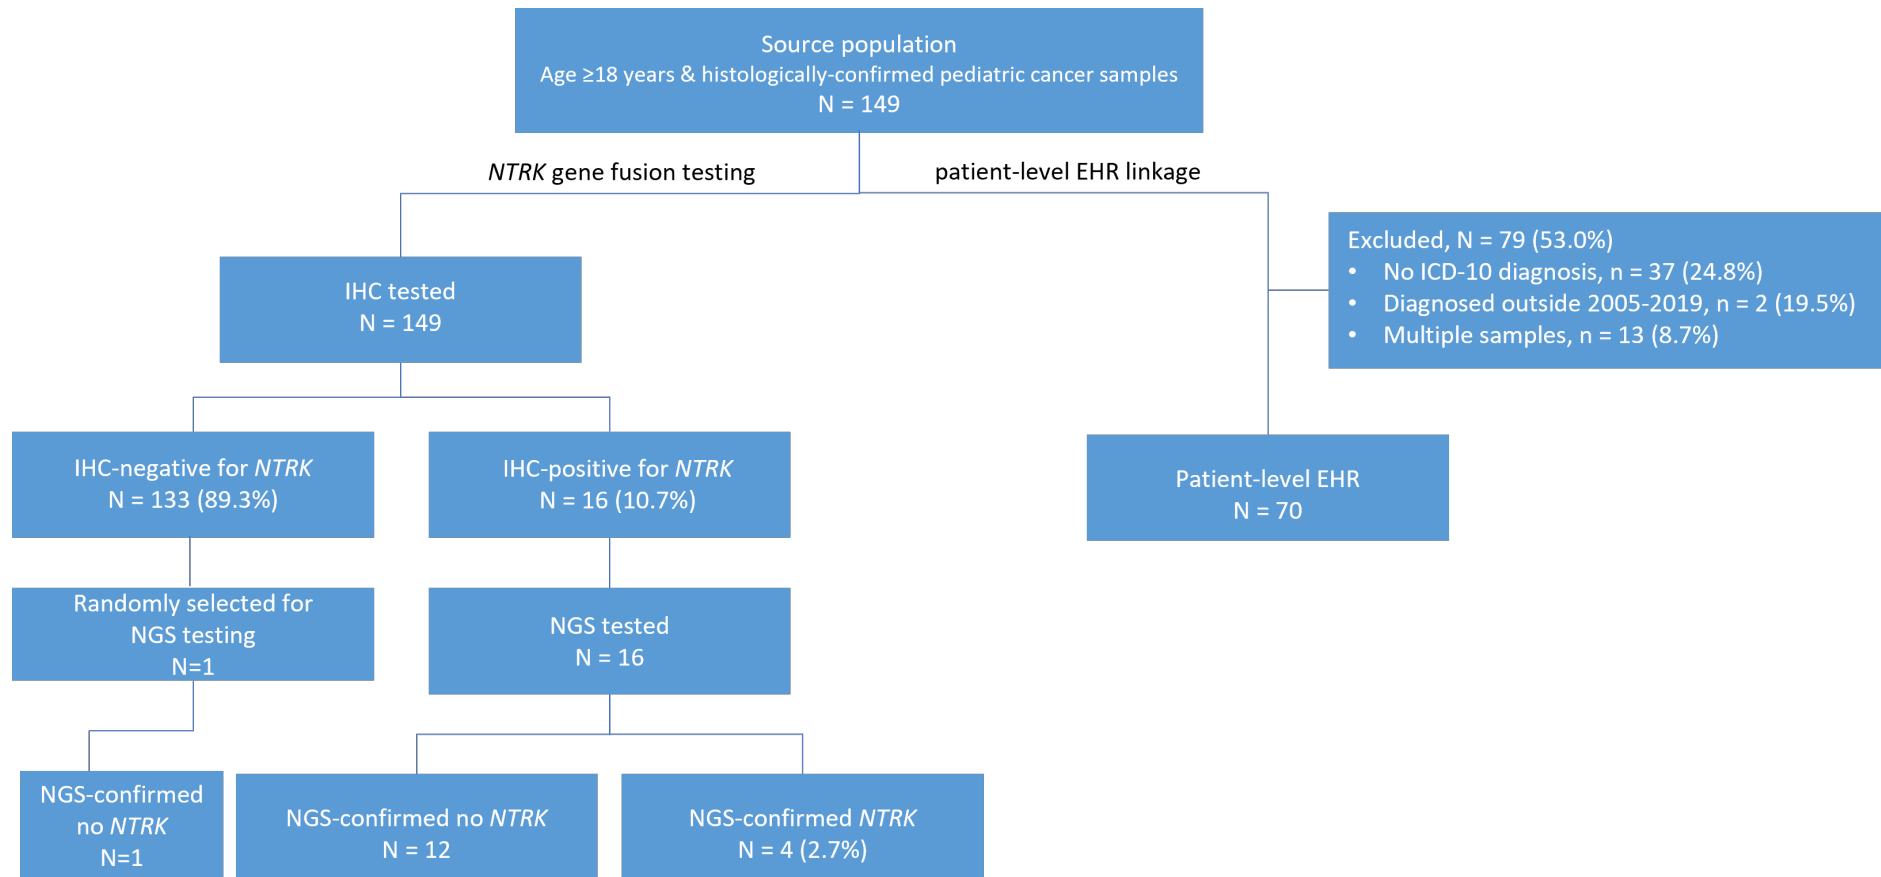 Source population
Age ≥18 years & histologically-confirmed pediatric cancer samples
N = 149
NTRK gene fusion testing
patient-level EHR linkage
Excluded, N = 79 (53.0%)
• No ICD-10 diagnosis, n = 37 (24.8%)
• Diagnosed outside 2005-2019, n = 2 (19.5%)
• Multiple samples, n = 13 (8.7%)
IHC tested
N = 149
IHC-negative for NTRK
N = 133 (89.3%)
IHC-positive for NTRK
N = 16 (10.7%)
Patient-level EHR
N = 70
Randomly selected for
NGS testing
N=1
NGS tested
N = 16
NGS-confirmed
no NTRK
N=1
NGS-confirmed no NTRK
N = 12
NGS-confirmed NTRK
N = 4 (2.7%)